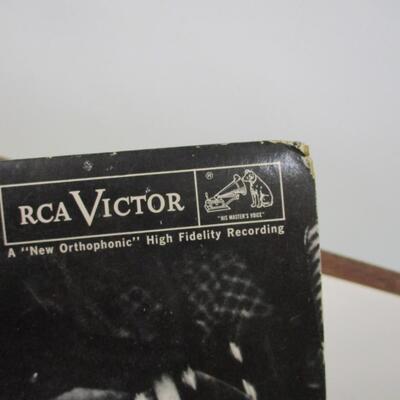 RCA VICTOR
®
"HIS MASTER'S VOICE"
A "New Orthophonic" High Fidelity Recording